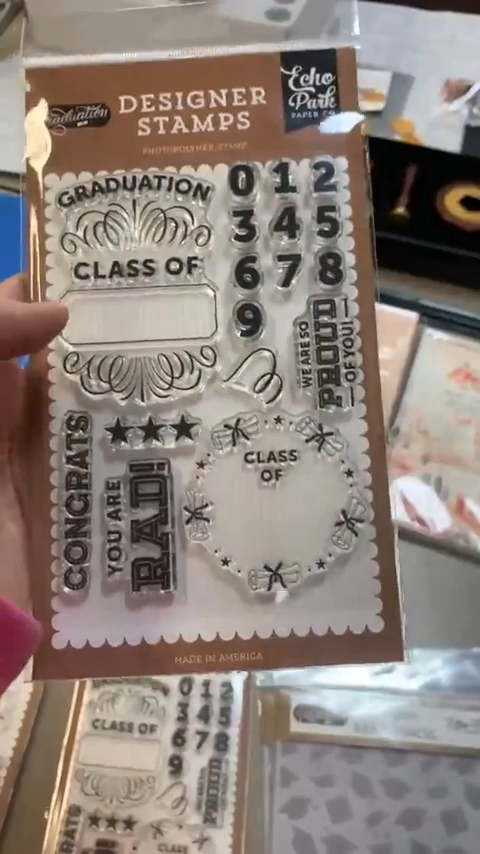 Graduation
DESIGNER
STAMPS
PHOTOPOLYMER STAMP
Echo
Park
PAPER CO.
GRADUATION
CLASS OF
0 1 2
3 4 5
6 7 8
9
WE ARE SO
PROUD
OF YOU!
CONGRATS
YOU ARE
RAD!
CLASS
OF
MADE IN AMERICA
CLASS OF
0 1 2
3 4 5
6 7 8
9
PROUD
CLASS